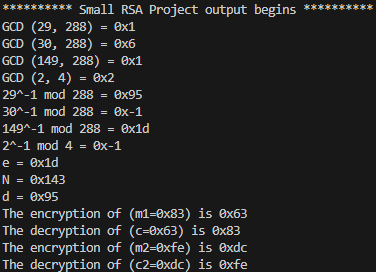 ********** Small RSA Project output begins **********
GCD (29, 288) = 0x1
GCD (30, 288) = 0x6
GCD (149, 288) = 0x1
GCD (2, 4) = 0x2
29^-1 mod 288 = 0x95
30^-1 mod 288 = 0x-1
149^-1 mod 288 = 0x1d
2^-1 mod 4 = 0x-1
e = 0x1d
N = 0x143
d = 0x95
The encryption of (m1=0x83) is 0x63
The decryption of (c=0x63) is 0x83
The encryption of (m2=0xfe) is 0xdc
The decryption of (c2=0xdc) is 0xfe